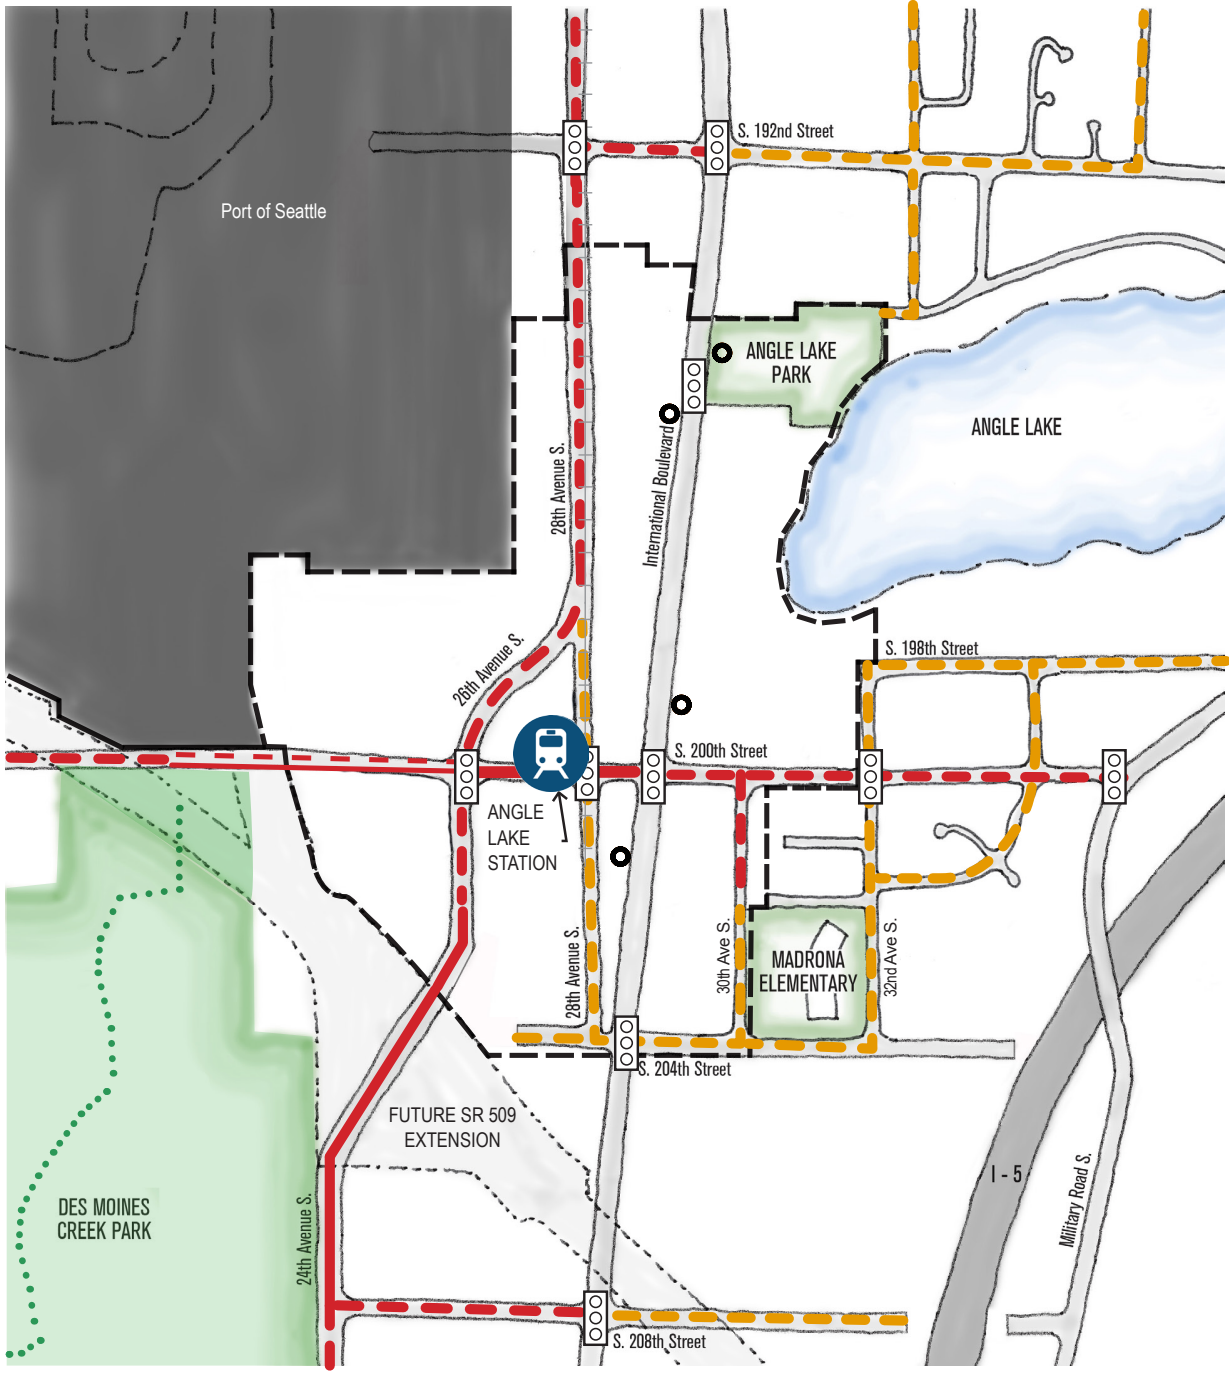 S. 192nd Street
Port of Seattle
ANGLE LAKE
PARK
ANGLE LAKE
28th Avenue S.
International Boulevard
26th Avenue S.
S. 198th Street
S. 200th Street
ANGLE
LAKE
STATION
28th Avenue S.
30th Ave S.
MADRONA
ELEMENTARY
32nd Ave S.
S. 204th Street
FUTURE SR 509
EXTENSION
I - 5
DES MOINES
CREEK PARK
24th Avenue S.
Military Road S.
S. 208th Street